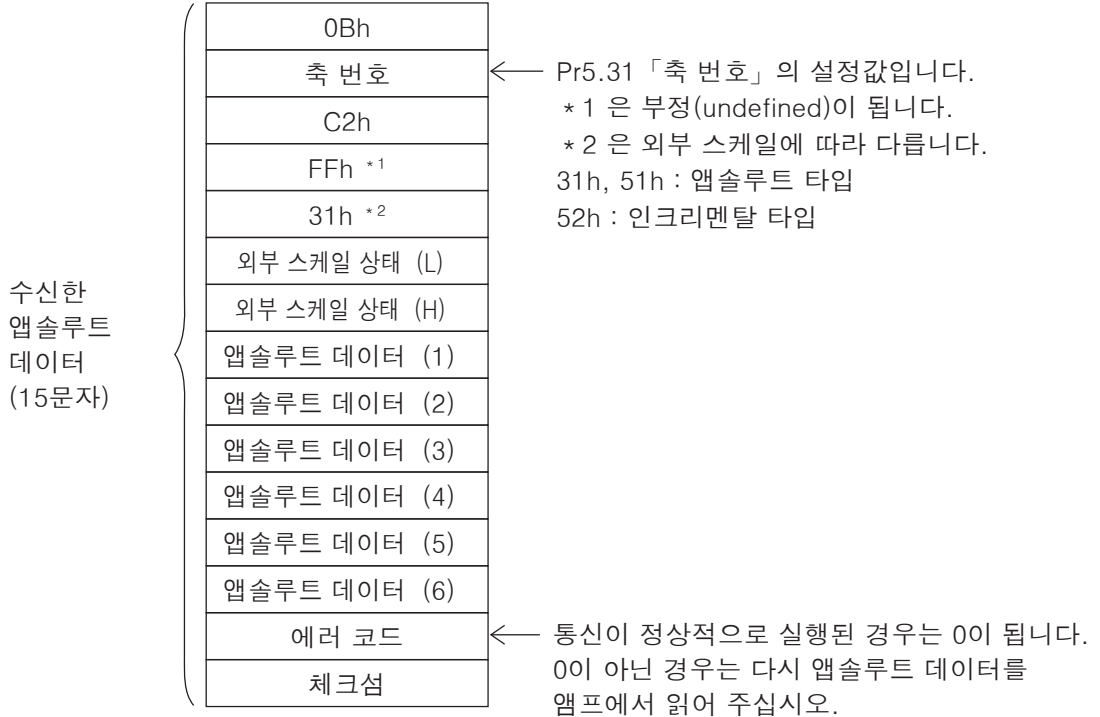 0Bh
축 번호
Pr5.31「축 번호」의 설정값입니다.
C2h
*1 은 부정(undefined)이 됩니다.
*2 은 외부 스케일에 따라 다릅니다.
FFh *1
31h, 51h : 앱솔루트 타입
31h *2
52h : 인크리멘탈 타입
외부 스케일 상태 (L)
외부 스케일 상태 (H)
수신한
앱솔루트
데이터
(15문자)
앱솔루트 데이터 (1)
앱솔루트 데이터 (2)
앱솔루트 데이터 (3)
앱솔루트 데이터 (4)
앱솔루트 데이터 (5)
앱솔루트 데이터 (6)
에러 코드
통신이 정상적으로 실행된 경우는 0이 됩니다.
0이 아닌 경우는 다시 앱솔루트 데이터를
앰프에서 읽어 주십시오.
체크섬